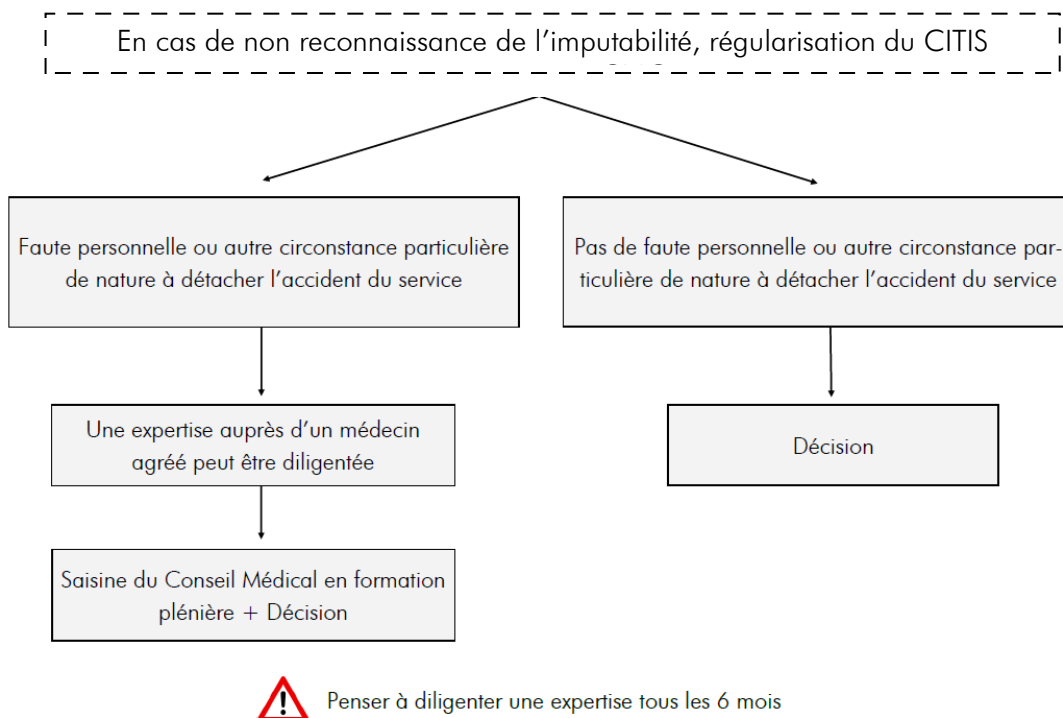 En cas de non reconnaissance de l’imputabilité, régularisation du CITIS
Faute personnelle ou autre circonstance particulière
de nature à détacher l’accident du service
Pas de faute personnelle ou autre circonstance par-
ticulière de nature à détacher l’accident du service
Une expertise auprès d’un médecin
agréé peut être diligentée
Décision
Saisine du Conseil Médical en formation
plénière + Décision
Penser à diligenter une expertise tous les 6 mois